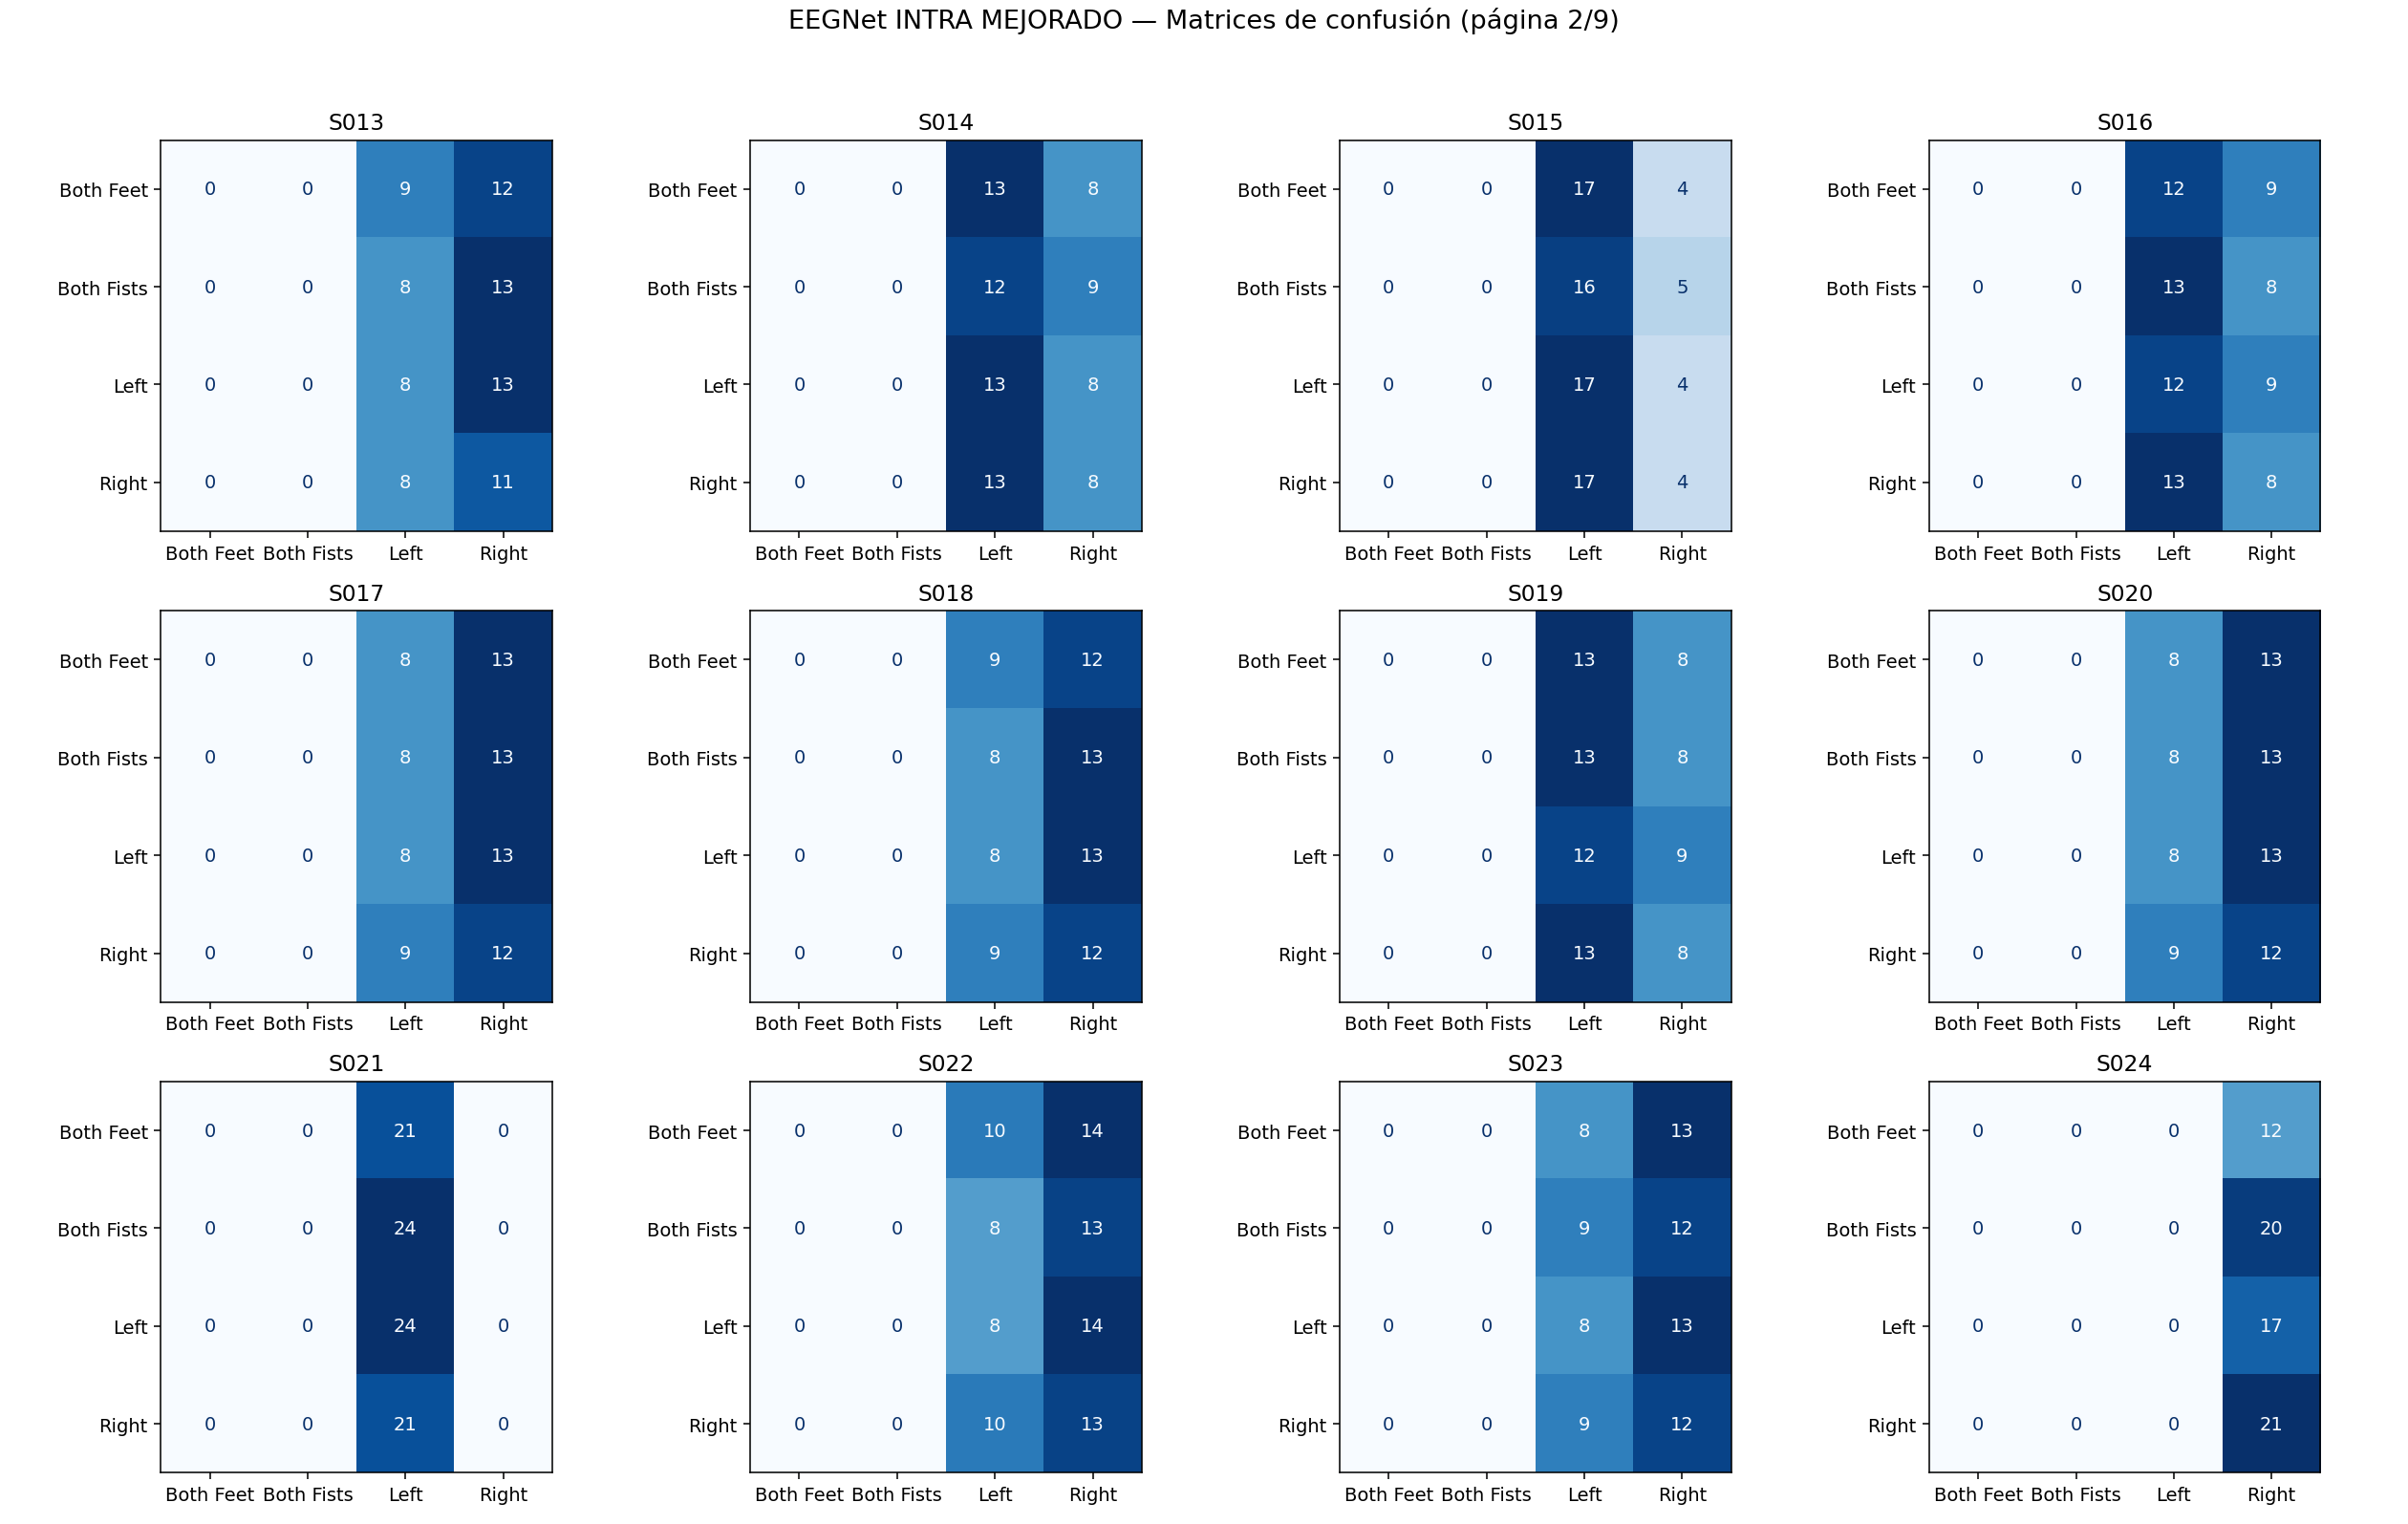 EEGNet INTRA MEJORADO — Matrices de confusión (página 2/9)
S013 S014 S015 S016
Both Feet 0 0 9 12 Both Feet 0 0 13 8 Both Feet 0 0 17 4 Both Feet 0 0 12 9
Both Fists 0 0 8 13 Both Fists 0 0 12 9 Both Fists 0 0 16 5 Both Fists 0 0 13 8
Left 0 0 8 13 Left 0 0 13 8 Left 0 0 17 4 Left 0 0 12 9
Right 0 0 8 11 Right 0 0 13 8 Right 0 0 17 4 Right 0 0 13 8
Both Feet Both Fists Left Right Both Feet Both Fists Left Right Both Feet Both Fists Left Right Both Feet Both Fists Left Right
S017 S018 S019 S020
Both Feet 0 0 8 13 Both Feet 0 0 9 12 Both Feet 0 0 13 8 Both Feet 0 0 8 13
Both Fists 0 0 8 13 Both Fists 0 0 8 13 Both Fists 0 0 13 8 Both Fists 0 0 8 13
Left 0 0 8 13 Left 0 0 8 13 Left 0 0 12 9 Left 0 0 8 13
Right 0 0 9 12 Right 0 0 9 12 Right 0 0 13 8 Right 0 0 9 12
Both Feet Both Fists Left Right Both Feet Both Fists Left Right Both Feet Both Fists Left Right Both Feet Both Fists Left Right
S021 S022 S023 S024
Both Feet 0 0 21 0 Both Feet 0 0 10 14 Both Feet 0 0 8 13 Both Feet 0 0 0 12
Both Fists 0 0 24 0 Both Fists 0 0 8 13 Both Fists 0 0 9 12 Both Fists 0 0 0 20
Left 0 0 24 0 Left 0 0 8 14 Left 0 0 8 13 Left 0 0 0 17
Right 0 0 21 0 Right 0 0 10 13 Right 0 0 9 12 Right 0 0 0 21
Both Feet Both Fists Left Right Both Feet Both Fists Left Right Both Feet Both Fists Left Right Both Feet Both Fists Left Right